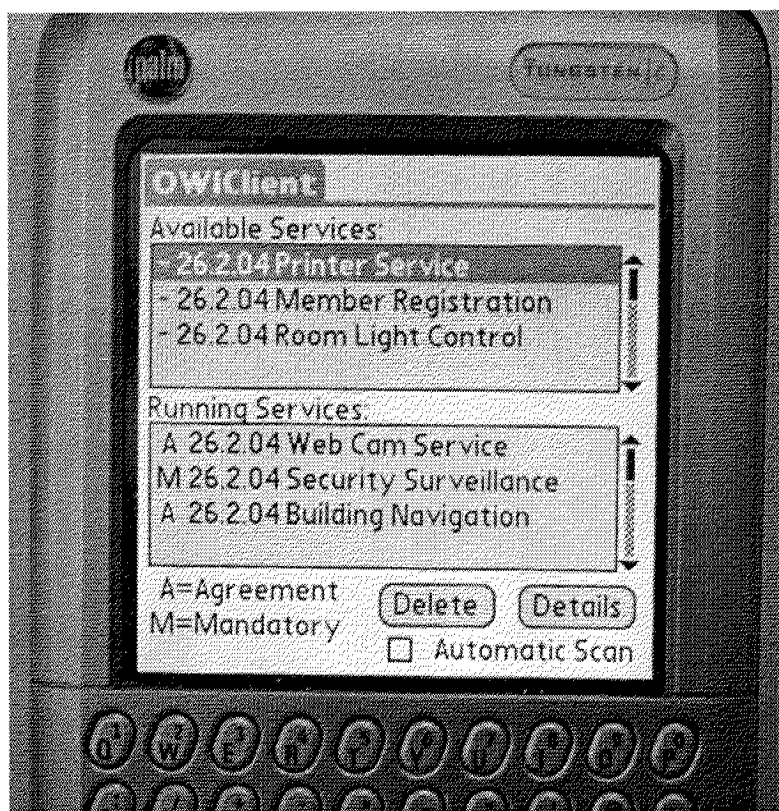 palm
TUNGSTEN
OWIClient
Available Services:
- 26.2.04 Printer Service
- 26.2.04 Member Registration
- 26.2.04 Room Light Control
Running Services:
A 26.2.04 Web Cam Service
M 26.2.04 Security Surveillance
A 26.2.04 Building Navigation
A=Agreement
M=Mandatory
Delete Details
Automatic Scan